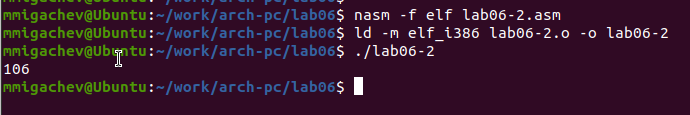 mmigachev@Ubuntu:~/work/arch-pc/lab06$ nasm -f elf lab06-2.asm
mmigachev@Ubuntu:~/work/arch-pc/lab06$ ld -m elf_i386 lab06-2.o -o lab06-2
mmigachev@Ubuntu:~/work/arch-pc/lab06$ ./lab06-2
106
mmigachev@Ubuntu:~/work/arch-pc/lab06$